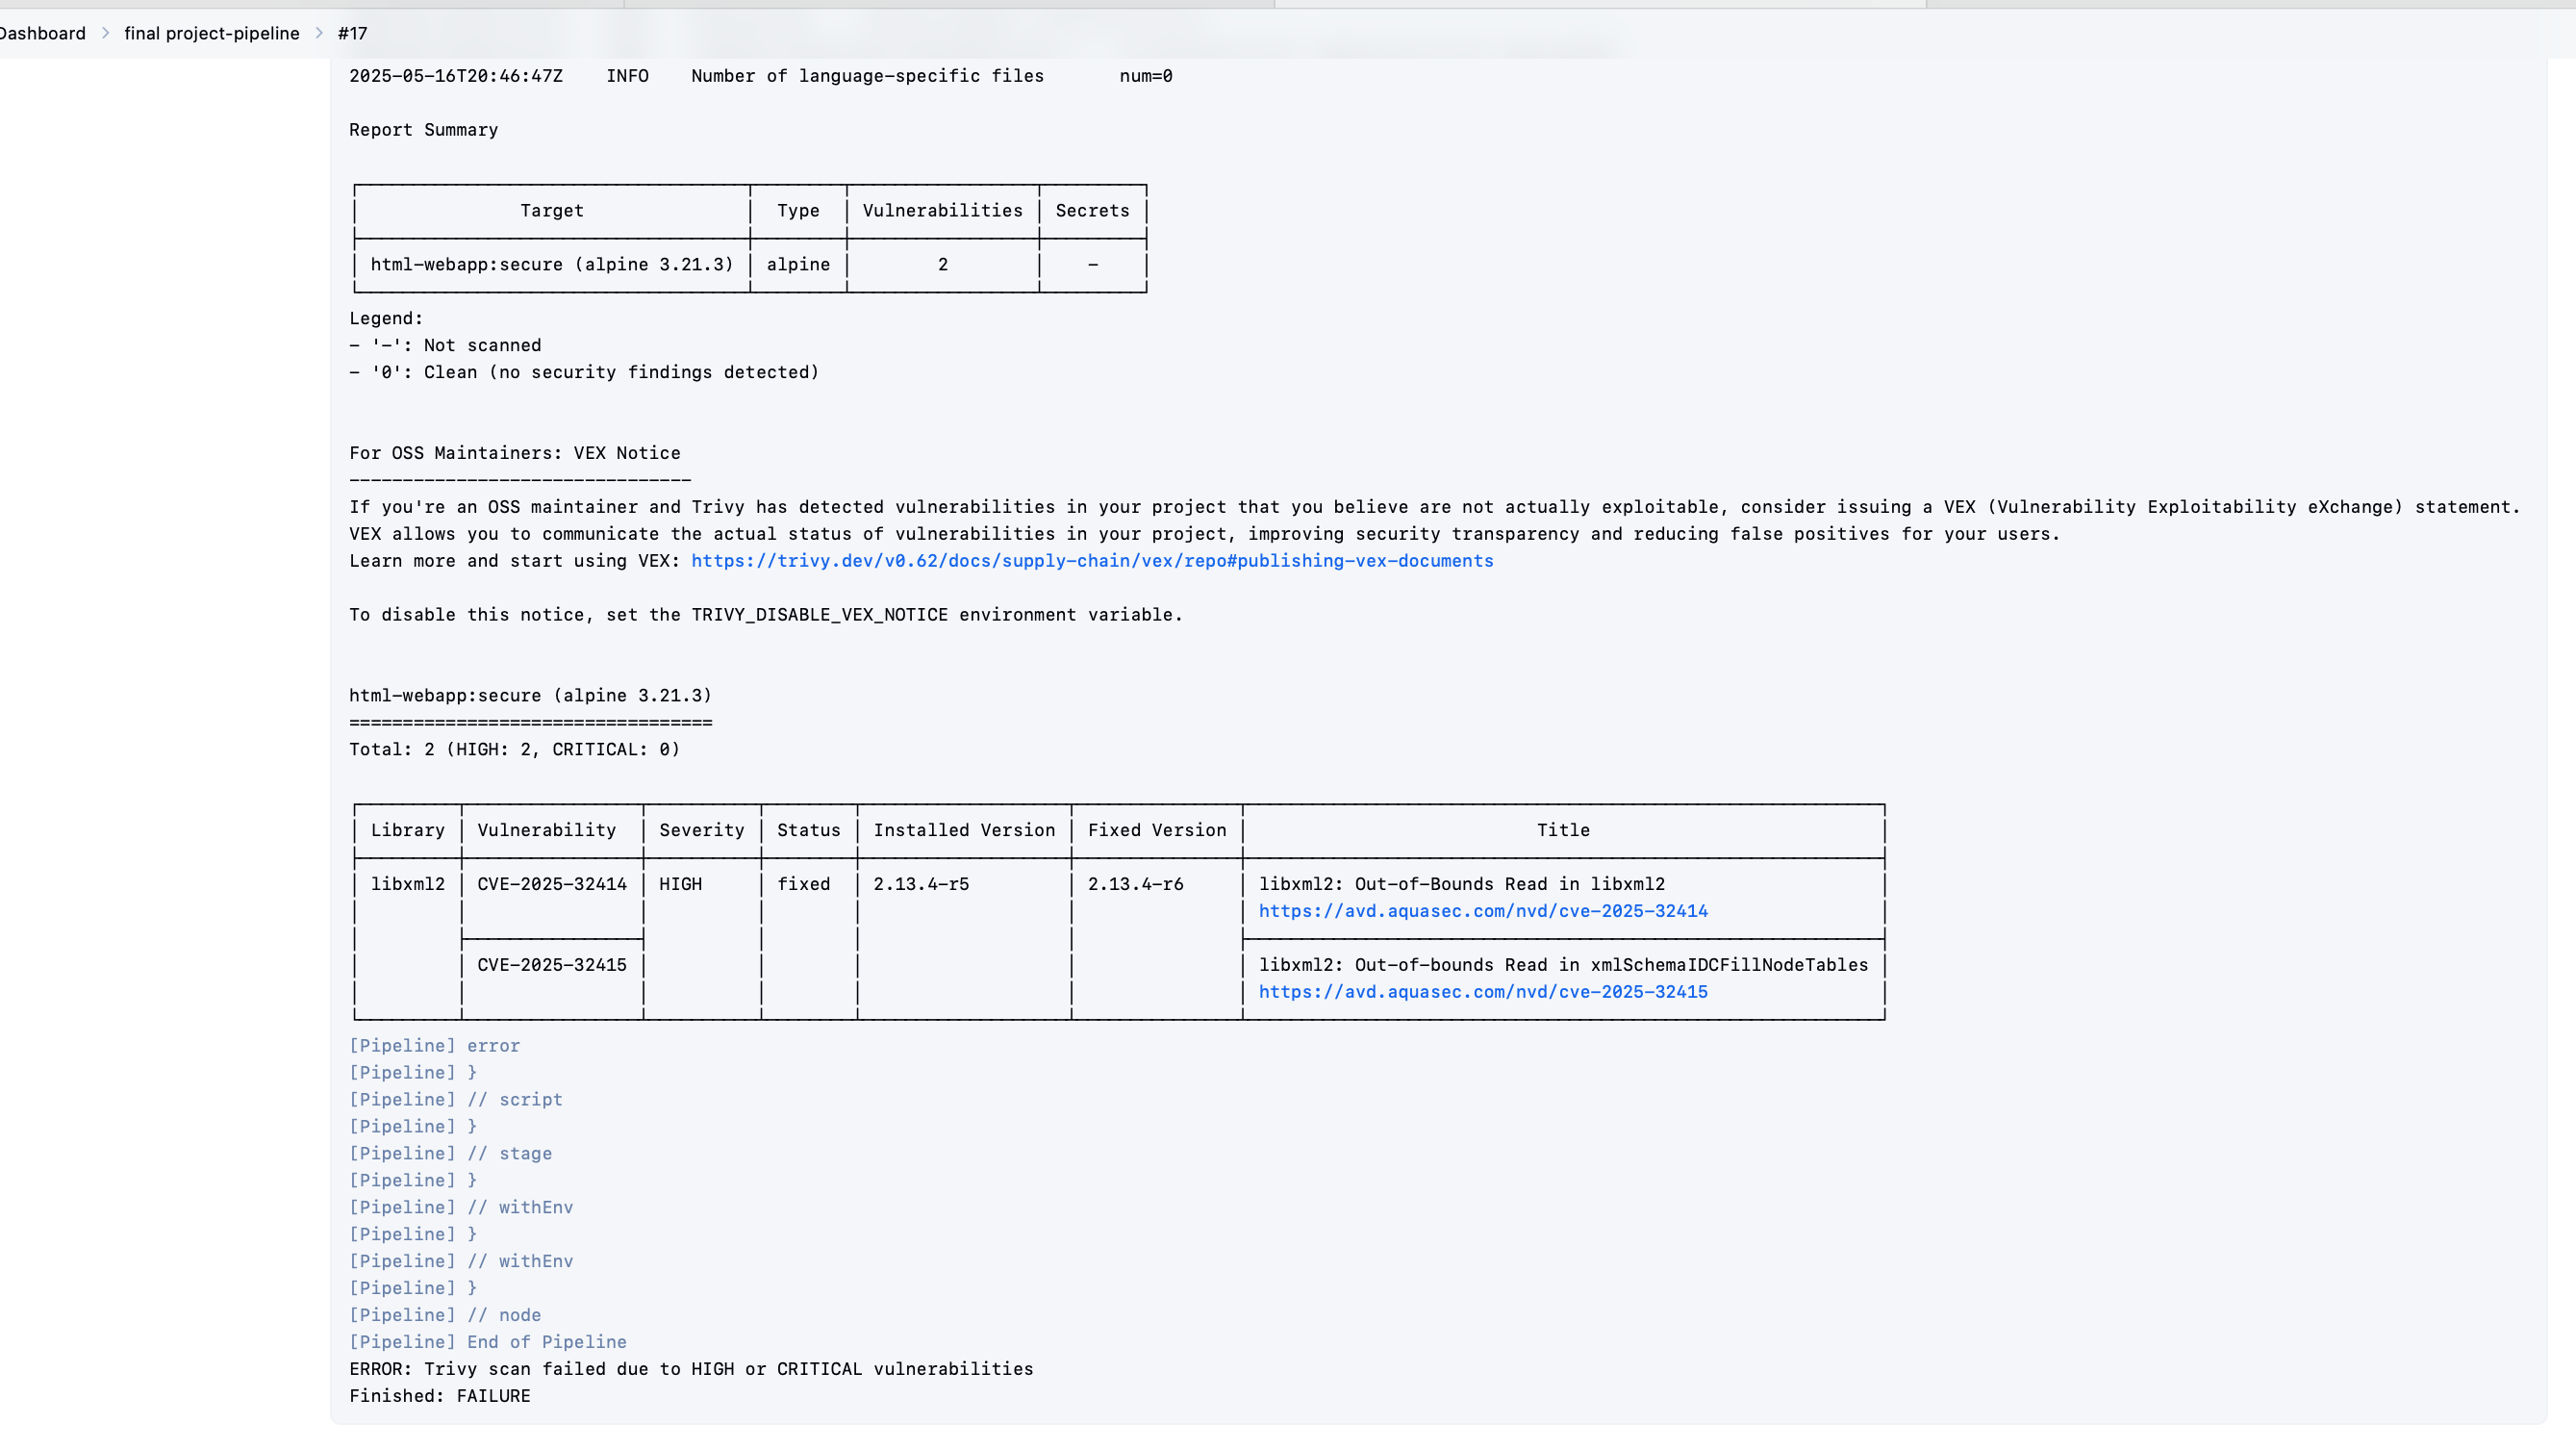 Dashboard > final project-pipeline > #17
2025-05-16T20:46:47Z    INFO    Number of language-specific files       num=0
Report Summary
Target | Type | Vulnerabilities | Secrets
html-webapp:secure (alpine 3.21.3) | alpine | 2 | -
Legend:
- '-': Not scanned
- '0': Clean (no security findings detected)
For OSS Maintainers: VEX Notice
--------------------------------
If you're an OSS maintainer and Trivy has detected vulnerabilities in your project that you believe are not actually exploitable, consider issuing a VEX (Vulnerability Exploitability eXchange) statement.
VEX allows you to communicate the actual status of vulnerabilities in your project, improving security transparency and reducing false positives for your users.
Learn more and start using VEX: https://trivy.dev/v0.62/docs/supply-chain/vex/repo#publishing-vex-documents
To disable this notice, set the TRIVY_DISABLE_VEX_NOTICE environment variable.
html-webapp:secure (alpine 3.21.3)
==================================
Total: 2 (HIGH: 2, CRITICAL: 0)
Library | Vulnerability | Severity | Status | Installed Version | Fixed Version | Title
libxml2 | CVE-2025-32414 | HIGH | fixed | 2.13.4-r5 | 2.13.4-r6 | libxml2: Out-of-Bounds Read in libxml2
https://avd.aquasec.com/nvd/cve-2025-32414
CVE-2025-32415 | libxml2: Out-of-bounds Read in xmlSchemaIDCFillNodeTables
https://avd.aquasec.com/nvd/cve-2025-32415
[Pipeline] error
[Pipeline] }
[Pipeline] // script
[Pipeline] }
[Pipeline] // stage
[Pipeline] }
[Pipeline] // withEnv
[Pipeline] }
[Pipeline] // withEnv
[Pipeline] }
[Pipeline] // node
[Pipeline] End of Pipeline
ERROR: Trivy scan failed due to HIGH or CRITICAL vulnerabilities
Finished: FAILURE